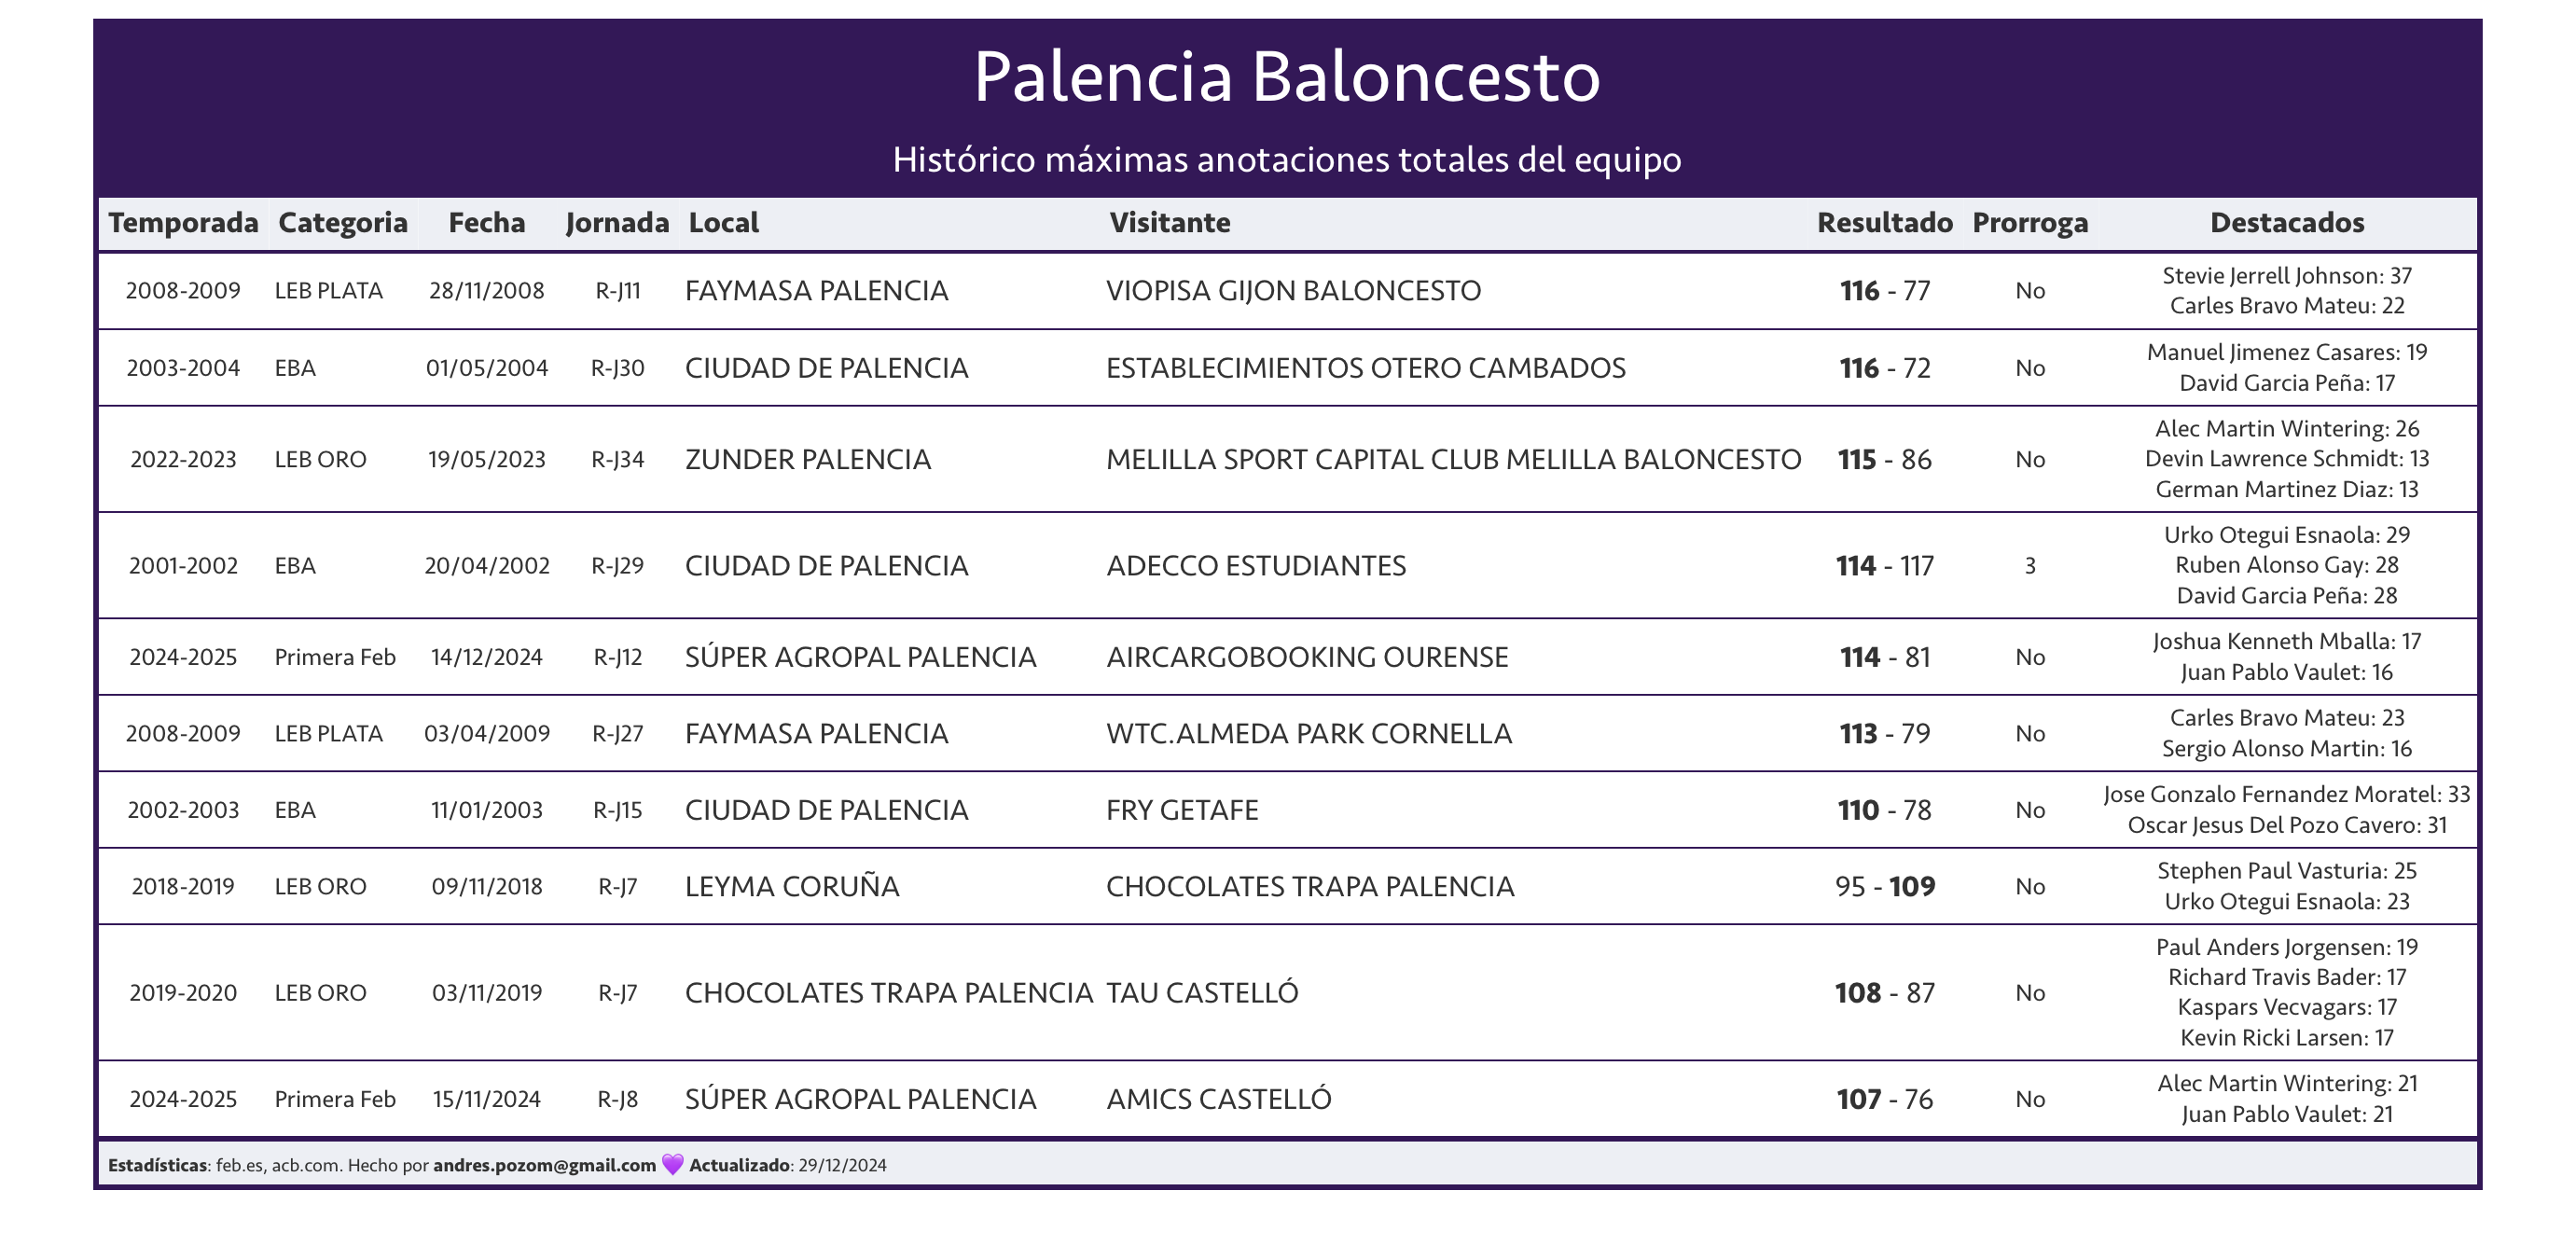 Palencia Baloncesto
Histórico máximas anotaciones totales del equipo
Temporada Categoria Fecha Jornada Local Visitante Resultado Prorroga Destacados
2008-2009 LEB PLATA 28/11/2008 R-J11 FAYMASA PALENCIA VIOPISA GIJON BALONCESTO 116 - 77 No Stevie Jerrell Johnson: 37
Carles Bravo Mateu: 22
2003-2004 EBA 01/05/2004 R-J30 CIUDAD DE PALENCIA ESTABLECIMIENTOS OTERO CAMBADOS 116 - 72 No Manuel Jimenez Casares: 19
David Garcia Peña: 17
2022-2023 LEB ORO 19/05/2023 R-J34 ZUNDER PALENCIA MELILLA SPORT CAPITAL CLUB MELILLA BALONCESTO 115 - 86 No Alec Martin Wintering: 26
Devin Lawrence Schmidt: 13
German Martinez Diaz: 13
2001-2002 EBA 20/04/2002 R-J29 CIUDAD DE PALENCIA ADECCO ESTUDIANTES 114 - 117 3 Urko Otegui Esnaola: 29
Ruben Alonso Gay: 28
David Garcia Peña: 28
2024-2025 Primera Feb 14/12/2024 R-J12 SÚPER AGROPAL PALENCIA AIRCARGOBOOKING OURENSE 114 - 81 No Joshua Kenneth Mballa: 17
Juan Pablo Vaulet: 16
2008-2009 LEB PLATA 03/04/2009 R-J27 FAYMASA PALENCIA WTC.ALMEDA PARK CORNELLA 113 - 79 No Carles Bravo Mateu: 23
Sergio Alonso Martin: 16
2002-2003 EBA 11/01/2003 R-J15 CIUDAD DE PALENCIA FRY GETAFE 110 - 78 No Jose Gonzalo Fernandez Moratel: 33
Oscar Jesus Del Pozo Cavero: 31
2018-2019 LEB ORO 09/11/2018 R-J7 LEYMA CORUÑA CHOCOLATES TRAPA PALENCIA 95 - 109 No Stephen Paul Vasturia: 25
Urko Otegui Esnaola: 23
2019-2020 LEB ORO 03/11/2019 R-J7 CHOCOLATES TRAPA PALENCIA TAU CASTELLÓ 108 - 87 No Paul Anders Jorgensen: 19
Richard Travis Bader: 17
Kaspars Vecvagars: 17
Kevin Ricki Larsen: 17
2024-2025 Primera Feb 15/11/2024 R-J8 SÚPER AGROPAL PALENCIA AMICS CASTELLÓ 107 - 76 No Alec Martin Wintering: 21
Juan Pablo Vaulet: 21
Estadísticas: feb.es, acb.com. Hecho por andres.pozom@gmail.com 💜 Actualizado: 29/12/2024